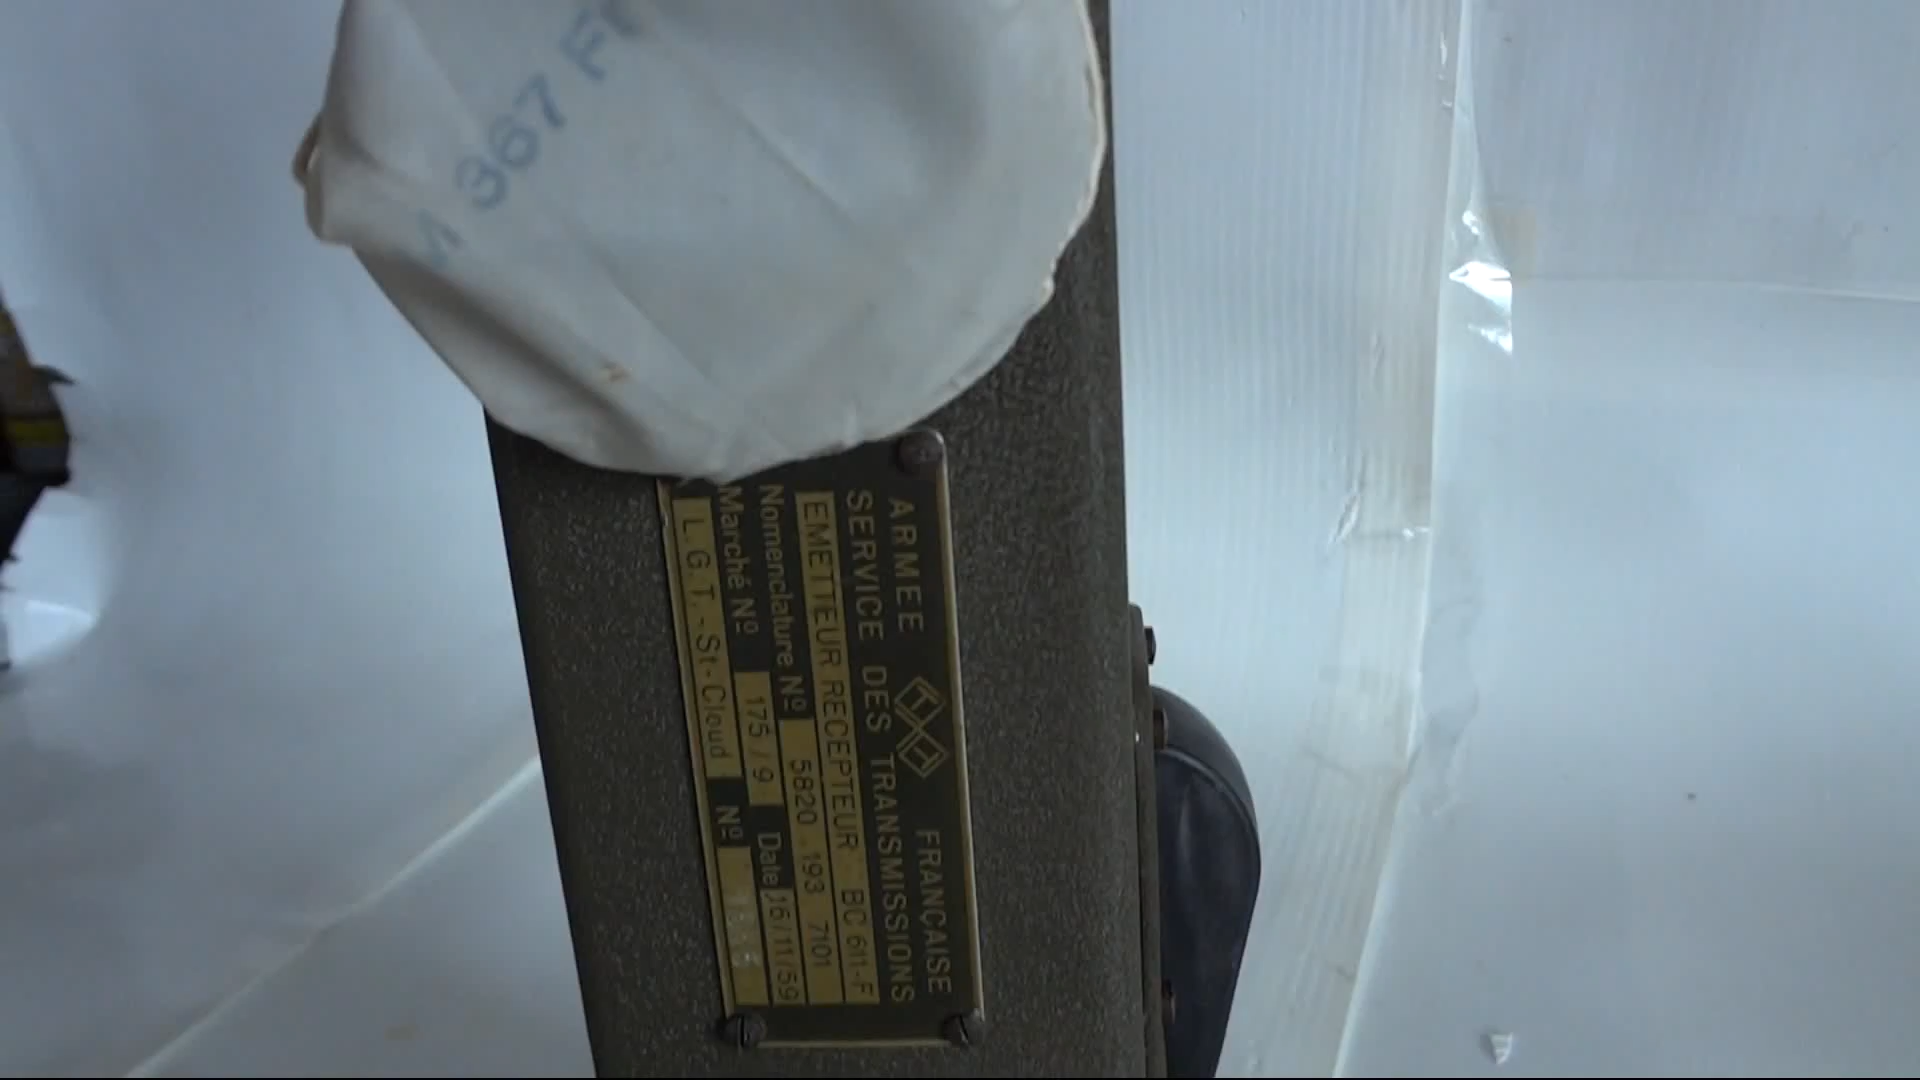 367
ARMEE FRANÇAISE
SERVICE DES TRANSMISSIONS
EMETTEUR RECEPTEUR BC 611-F
Nomenclature Nº 5820 193 7101
Marché Nº 175/9 Date 16/11/59
L.G.T.-St-Cloud Nº